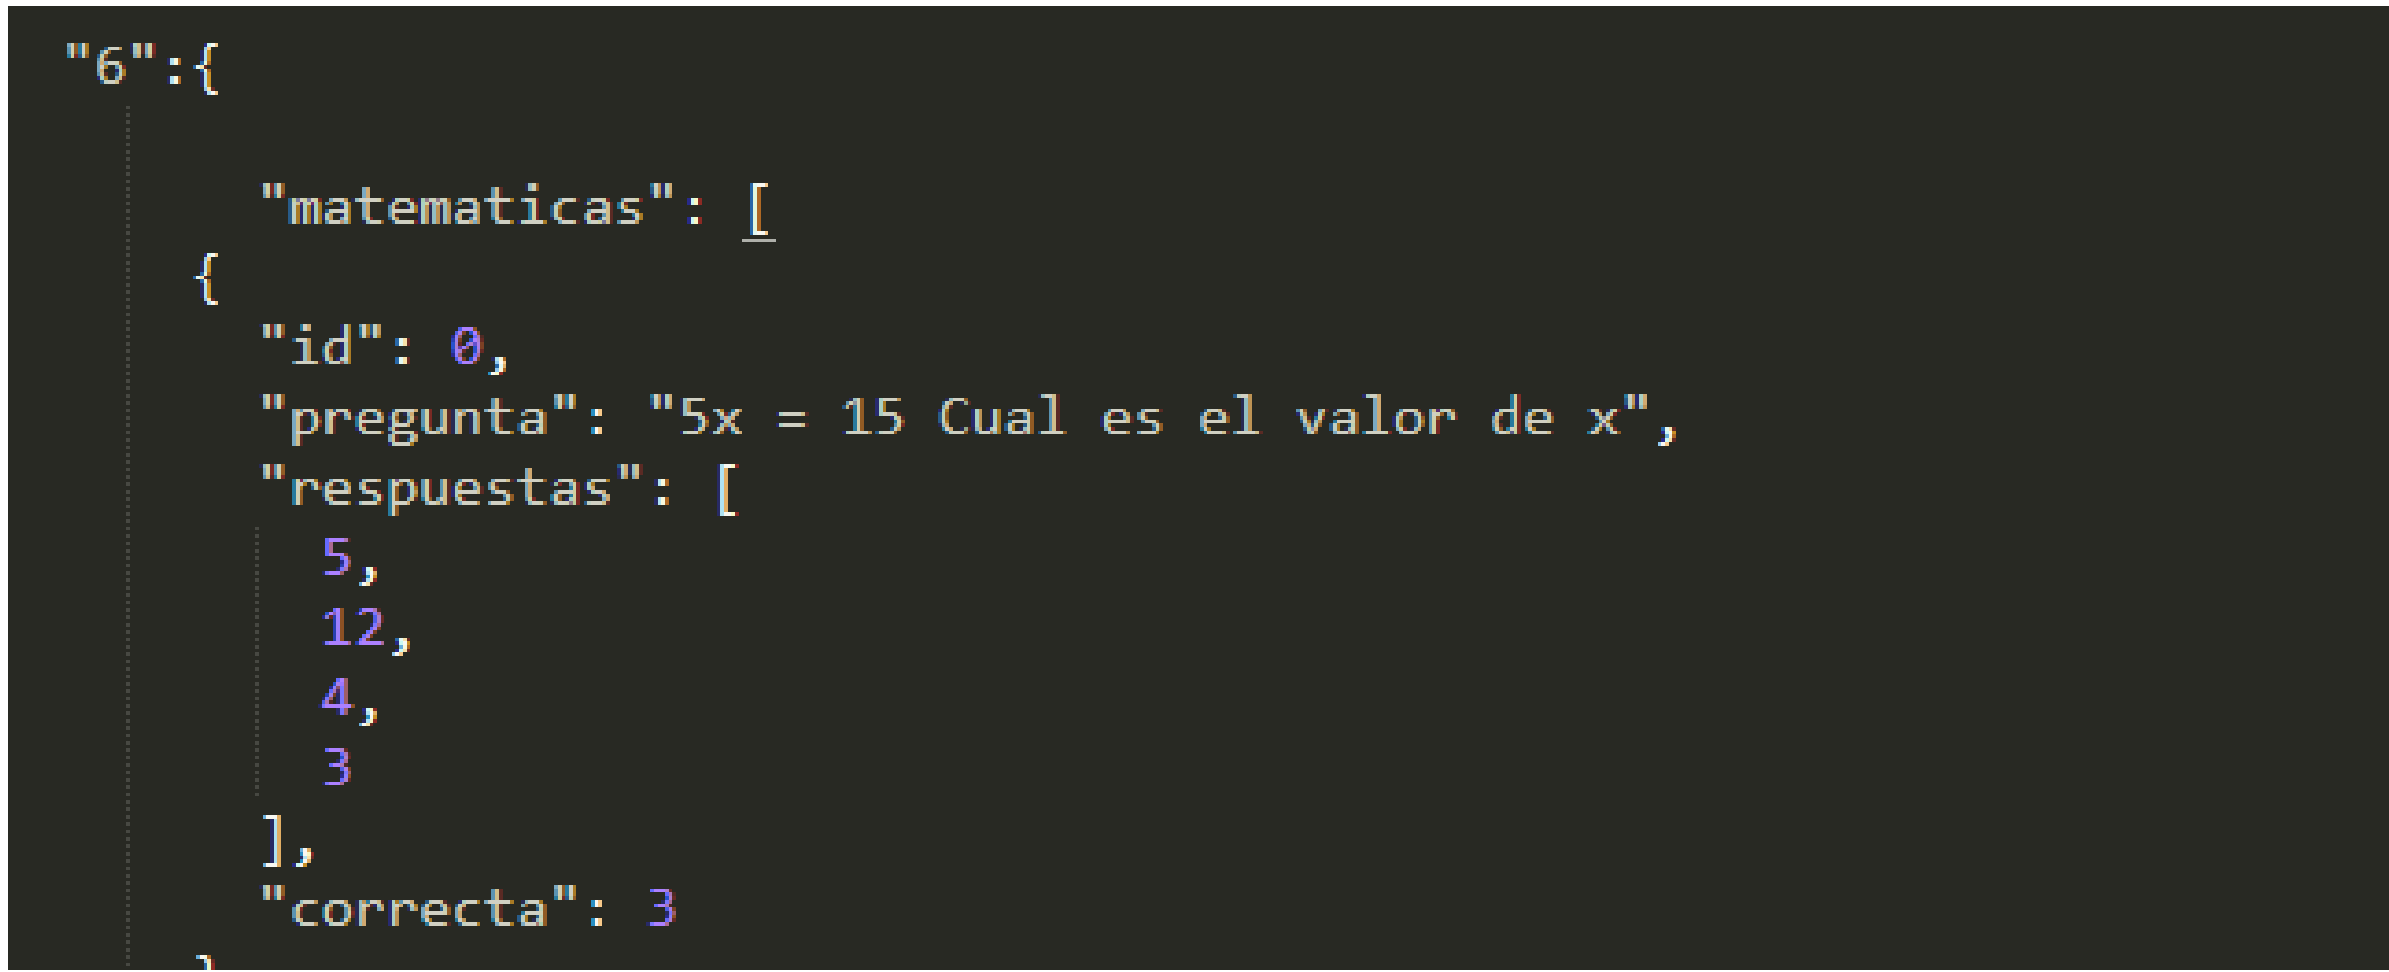 "6":{
"matematicas": [
{
"id": 0,
"pregunta": "5x = 15 Cual es el valor de x",
"respuestas": [
5,
12,
4,
3
],
"correcta": 3
}